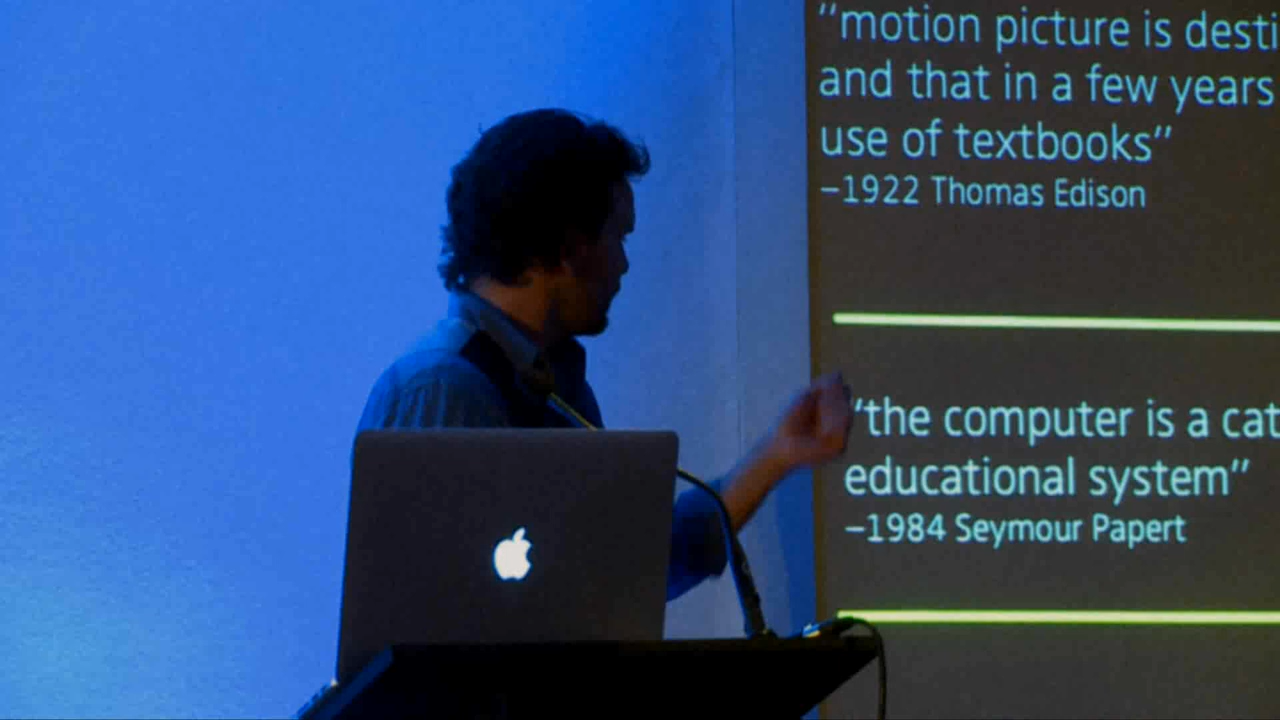 “motion picture is desti
and that in a few years
use of textbooks”
–1922 Thomas Edison
“the computer is a cat
educational system”
–1984 Seymour Papert